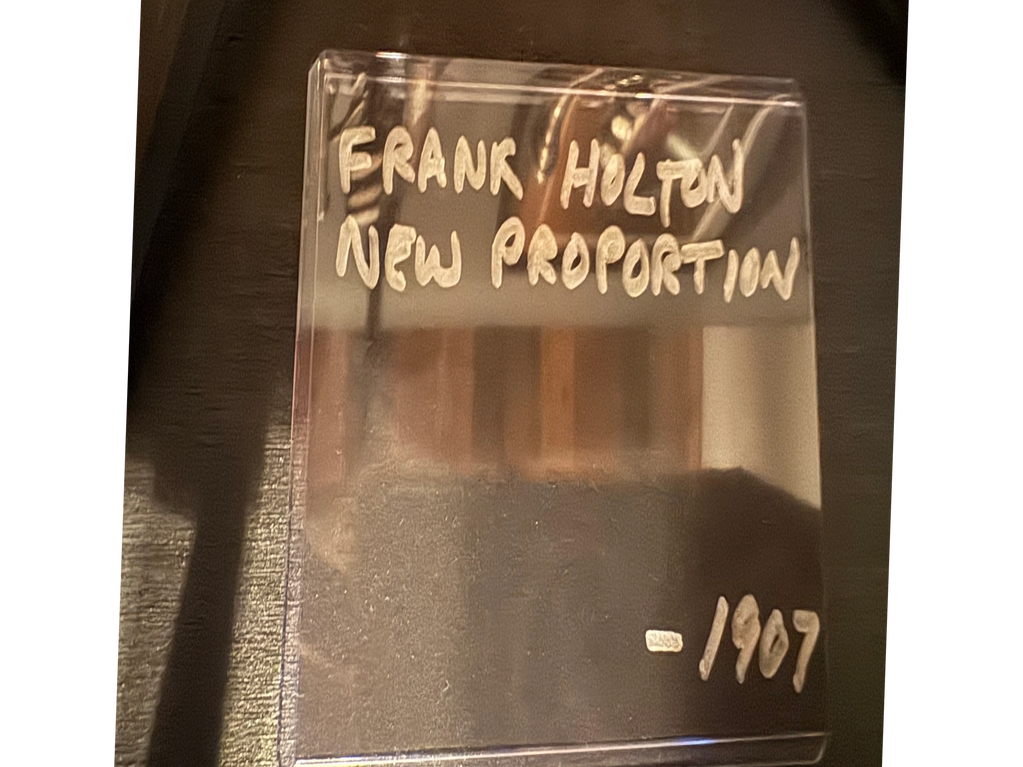 FRANK HOLTON
NEW PROPORTION
- 1907